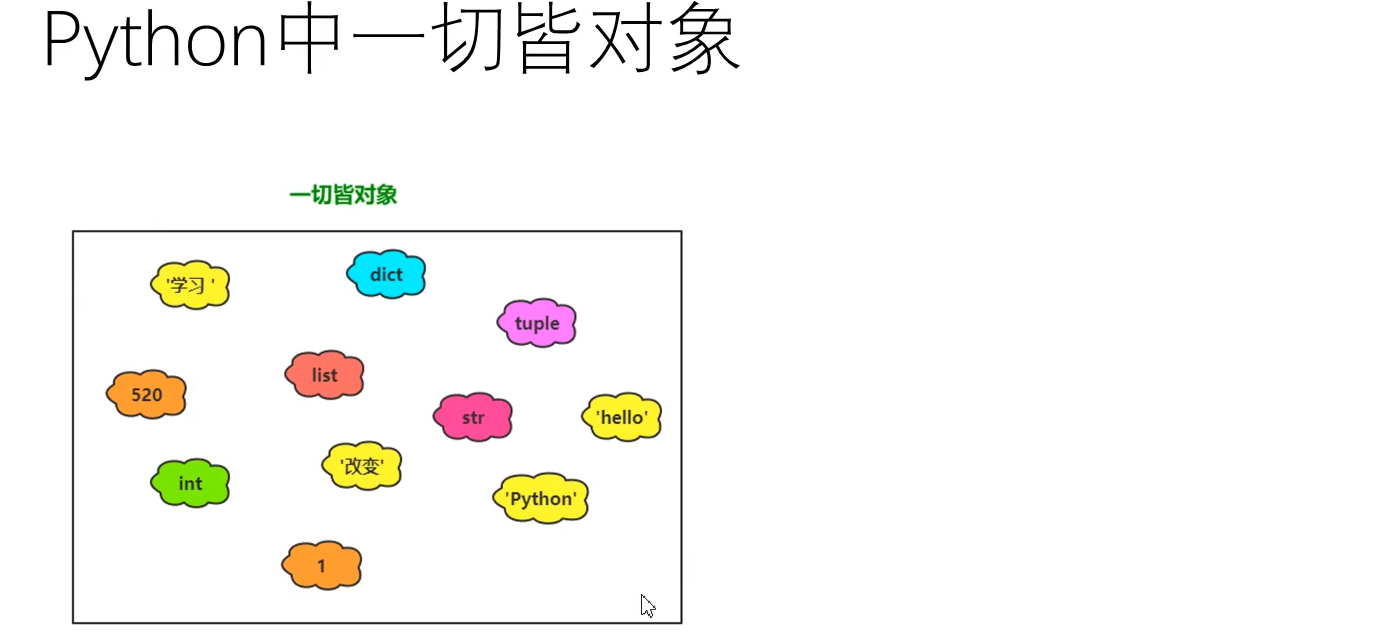 Python中一切皆对象
一切皆对象
'学习 '
dict
tuple
list
520
str
'hello'
'改变'
int
'Python'
1